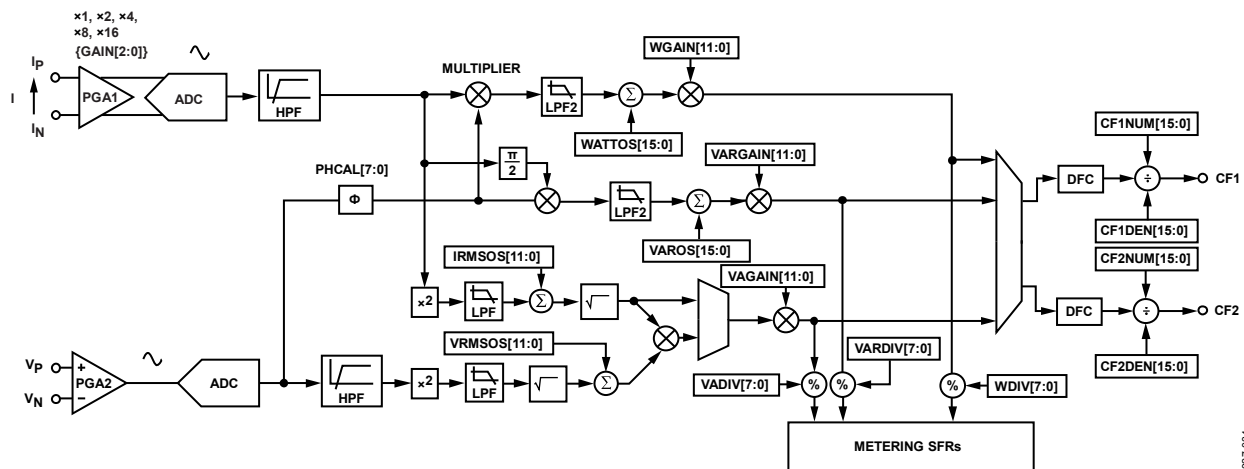 ×1, ×2, ×4,
×8, ×16
{GAIN[2:0]}
IP
I
IN
PGA1
ADC
HPF
MULTIPLIER
LPF2
Σ
WATTOS[15:0]
WGAIN[11:0]
PHCAL[7:0]
Φ
π
2
LPF2
Σ
VAROS[15:0]
VARGAIN[11:0]
IRMSOS[11:0]
×2
LPF
Σ
√
VAGAIN[11:0]
VRMSOS[11:0]
VP
VN
+
−
PGA2
ADC
HPF
×2
LPF
√
Σ
VADIV[7:0]
%
%
VARDIV[7:0]
%
WDIV[7:0]
METERING SFRs
CF1NUM[15:0]
DFC
÷
CF1
CF1DEN[15:0]
CF2NUM[15:0]
DFC
÷
CF2
CF2DEN[15:0]